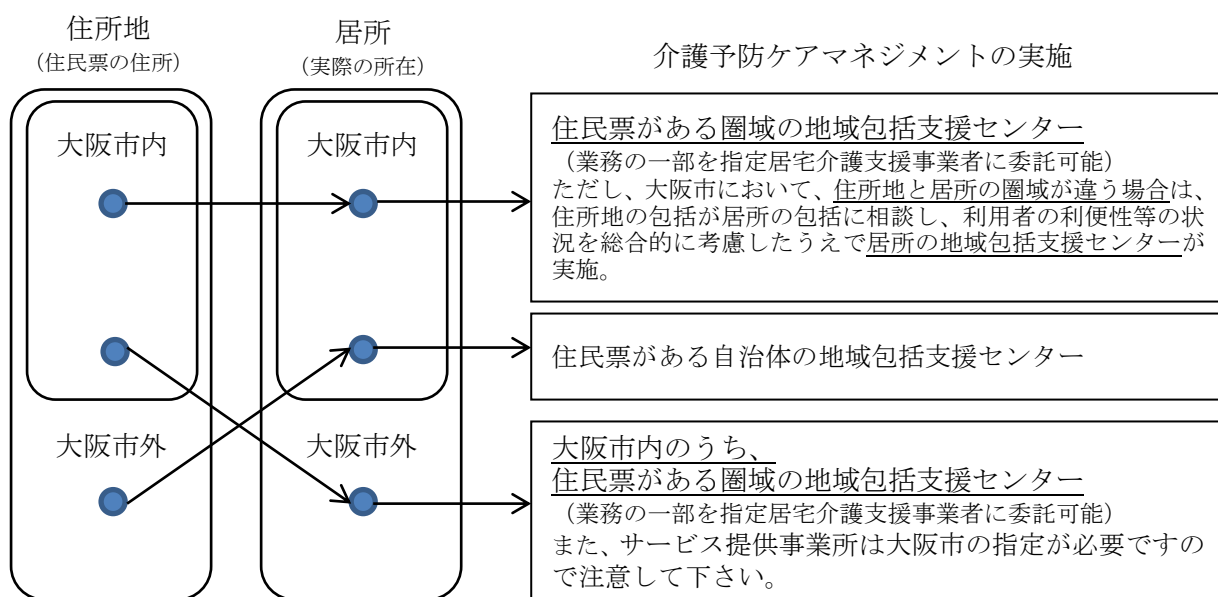 住所地
（住民票の住所）
居所
（実際の所在）
介護予防ケアマネジメントの実施
大阪市内
大阪市内
住民票がある圏域の地域包括支援センター
（業務の一部を指定居宅介護支援事業者に委託可能）
ただし、大阪市において、住所地と居所の圏域が違う場合は、
住所地の包括が居所の包括に相談し、利用者の利便性等の状
況を総合的に考慮したうえで居所の地域包括支援センターが
実施。
住民票がある自治体の地域包括支援センター
大阪市外
大阪市外
大阪市内のうち、
住民票がある圏域の地域包括支援センター
（業務の一部を指定居宅介護支援事業者に委託可能）
また、サービス提供事業所は大阪市の指定が必要ですの
で注意して下さい。